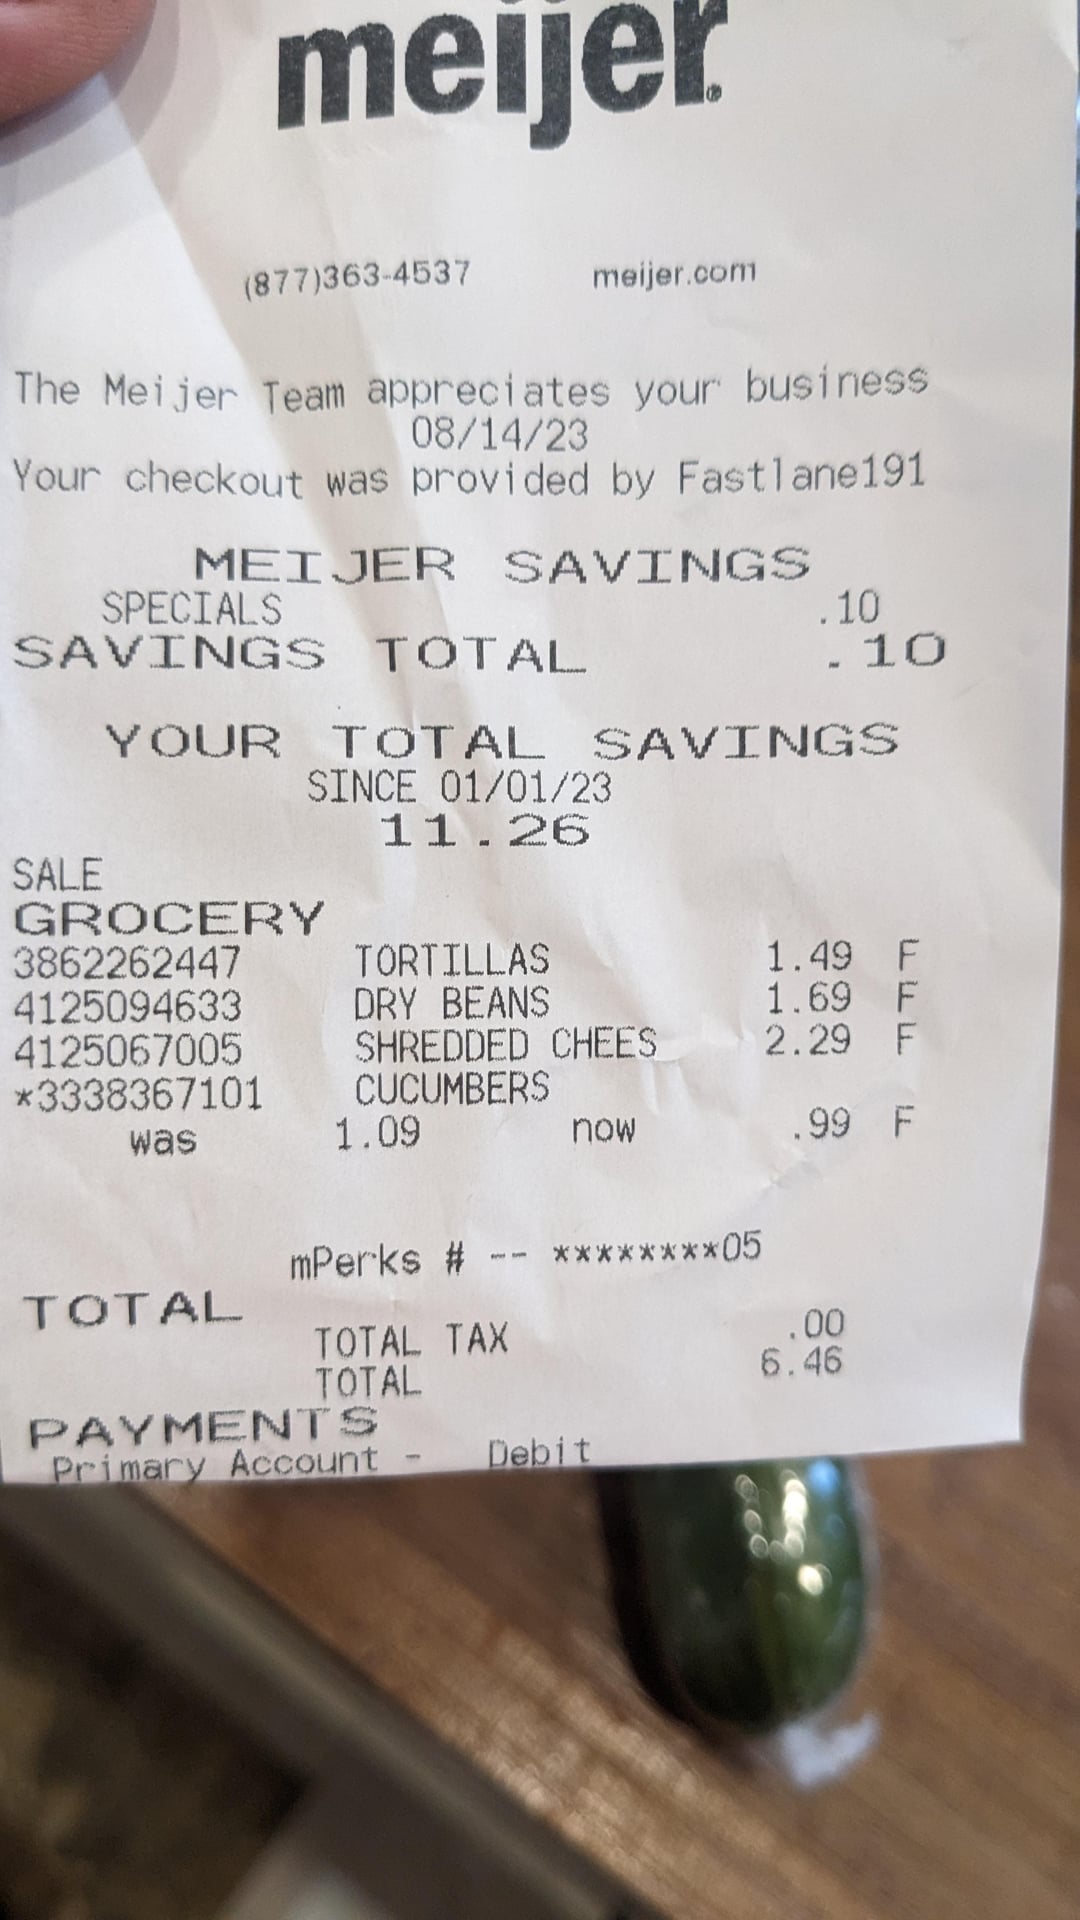 meijer®
(877)363-4537 meijer.com
The Meijer Team appreciates your business
08/14/23
Your checkout was provided by Fastlane191
MEIJER SAVINGS
SPECIALS .10
SAVINGS TOTAL .10
YOUR TOTAL SAVINGS
SINCE 01/01/23
11.26
SALE
GROCERY
3862262447 TORTILLAS 1.49 F
4125094633 DRY BEANS 1.69 F
4125067005 SHREDDED CHEES 2.29 F
*3338367101 CUCUMBERS
was 1.09 now .99 F
mPerks # -- ********05
TOTAL
TOTAL TAX .00
TOTAL 6.46
PAYMENTS
Primary Account - Debit